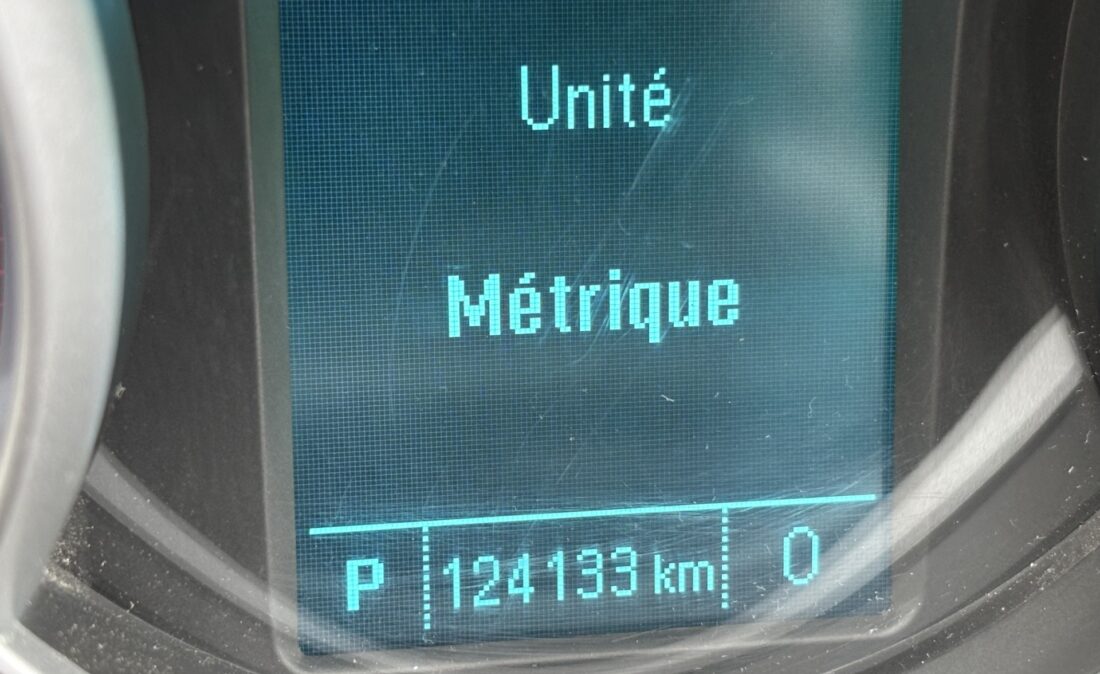 Unité
Métrique
P 124133 km 0